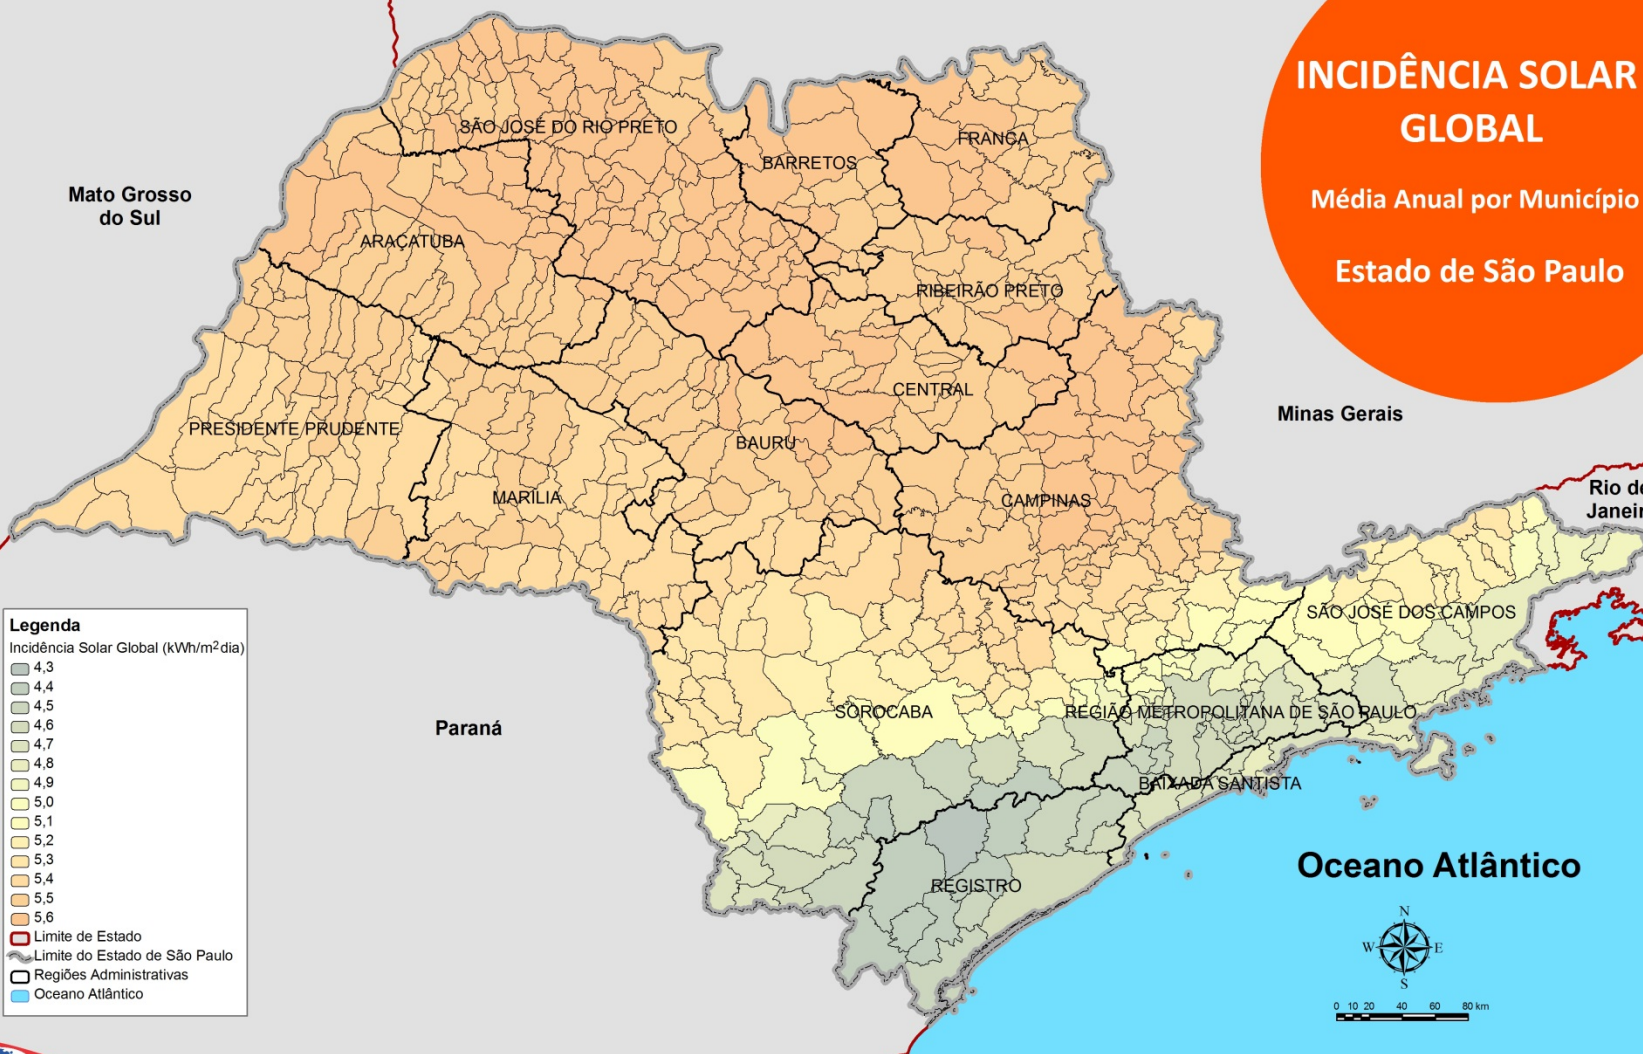 INCIDÊNCIA SOLAR
GLOBAL
Média Anual por Município
Estado de São Paulo
Mato Grosso
do Sul
SÃO JOSÉ DO RIO PRETO
BARRETOS
FRANCA
ARAÇATUBA
RIBEIRÃO PRETO
CENTRAL
PRESIDENTE PRUDENTE
BAURU
MARÍLIA
CAMPINAS
Minas Gerais
Rio de
Janeir
SÃO JOSÉ DOS CAMPOS
SOROCABA
REGIÃO METROPOLITANA DE SÃO PAULO
Paraná
BAIXADA SANTISTA
REGISTRO
Oceano Atlântico
Legenda
Incidência Solar Global (kWh/m²dia)
4,3
4,4
4,5
4,6
4,7
4,8
4,9
5,0
5,1
5,2
5,3
5,4
5,5
5,6
Limite de Estado
Limite do Estado de São Paulo
Regiões Administrativas
Oceano Atlântico
N
W E
S
0 10 20 40 60 80 km